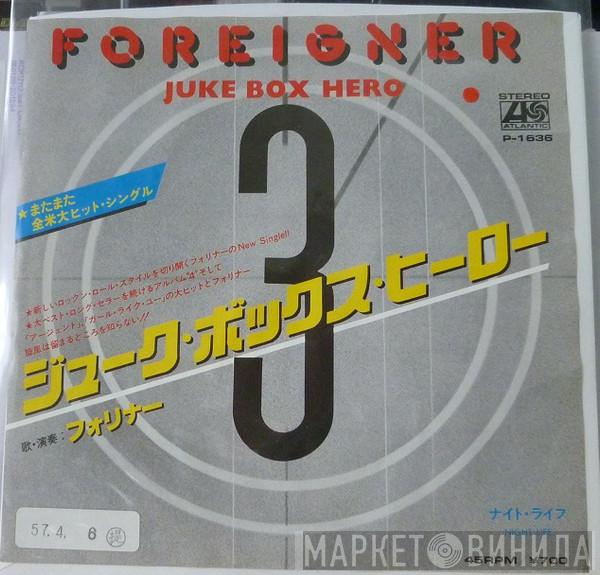 FOREIGNER
JUKE BOX HERO
STEREO
ATLANTIC
P-1636
3
★またまた
全米大ヒット・シングル
★新しいロックン・ロール・スタイルを切り開くフォリナーのNew Single!!
★大ベスト・ロング・セラーを続けるアルバム"4"そして
「アージェント」、「ガール・ライク・ユー」の大ヒットとフォリナー
旋風は留まるところを知らない!!
ジューク・ボックス・ヒーロー
歌・演奏:フォリナー
57.4. 6
ナイト・ライフ
NIGHT LIFE
45RPM ¥700
МАРКЕТ ВИНИЛА